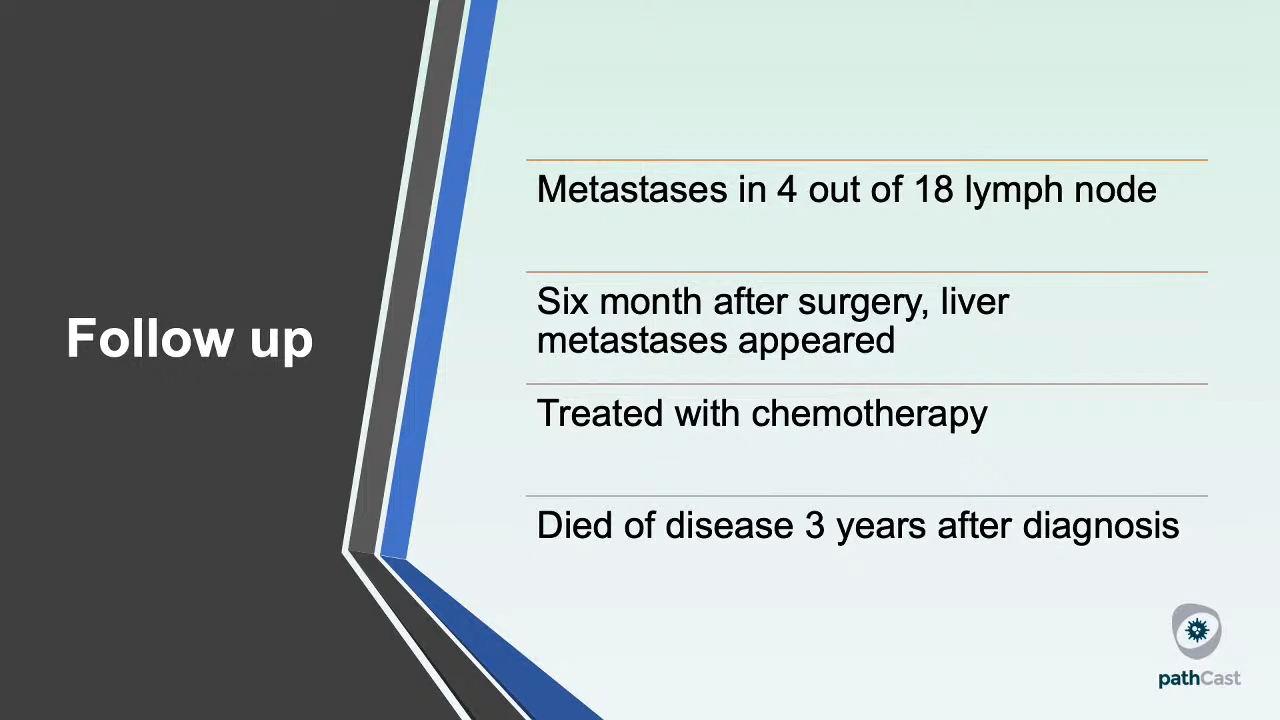 Follow up
Metastases in 4 out of 18 lymph node
Six month after surgery, liver
metastases appeared
Treated with chemotherapy
Died of disease 3 years after diagnosis
pathCast